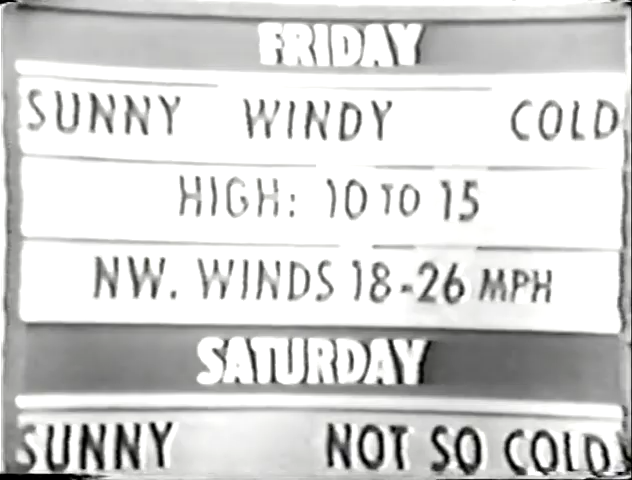 FRIDAY
SUNNY WINDY COLD
HIGH: 10 TO 15
NW. WINDS 18-26 MPH
SATURDAY
SUNNY NOT SO COLD